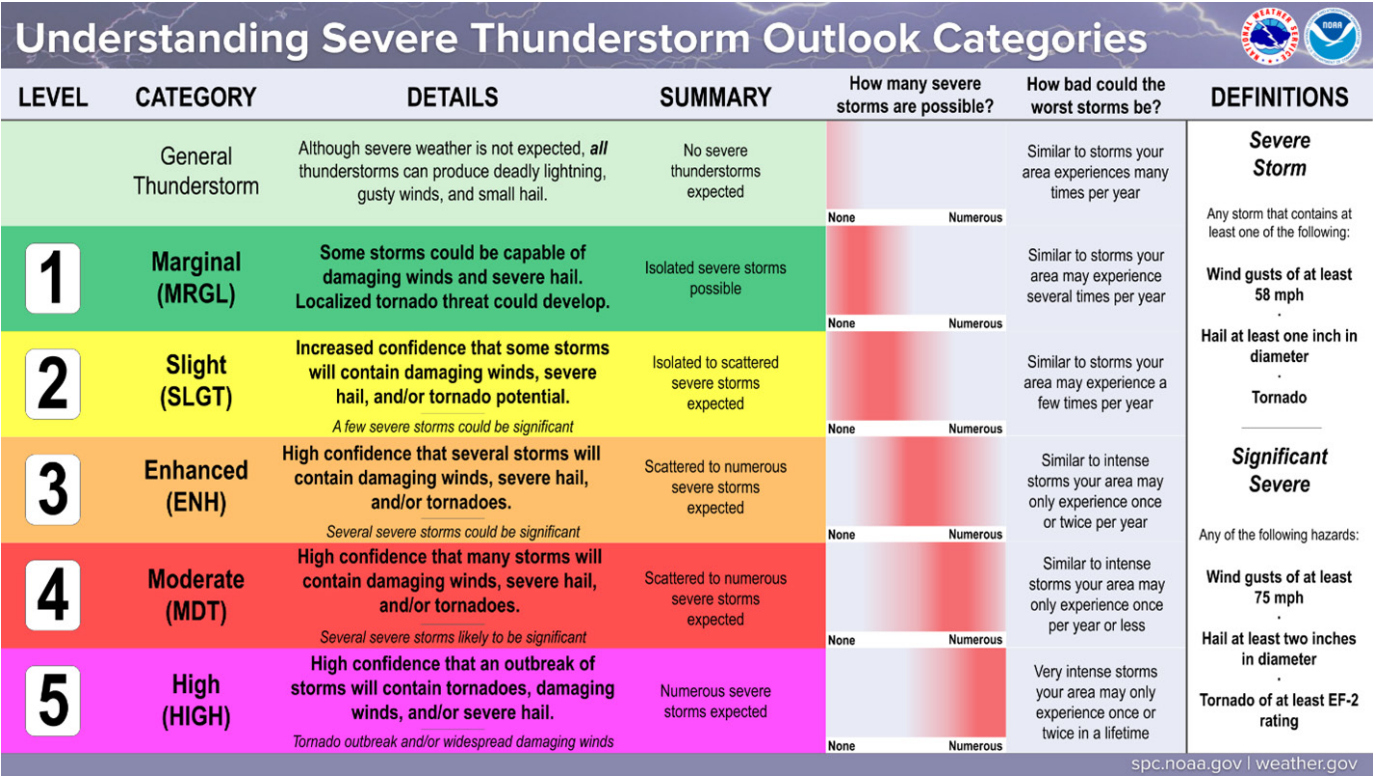 Understanding Severe Thunderstorm Outlook Categories
NATIONAL WEATHER SERVICE
NOAA
LEVEL
CATEGORY
DETAILS
SUMMARY
How many severe
storms are possible?
How bad could the
worst storms be?
DEFINITIONS
General
Thunderstorm
Although severe weather is not expected, all
thunderstorms can produce deadly lightning,
gusty winds, and small hail.
No severe
thunderstorms
expected
None
Numerous
Similar to storms your
area experiences many
times per year
1
Marginal
(MRGL)
Some storms could be capable of
damaging winds and severe hail.
Localized tornado threat could develop.
Isolated severe storms
possible
None
Numerous
Similar to storms your
area may experience
several times per year
2
Slight
(SLGT)
Increased confidence that some storms
will contain damaging winds, severe
hail, and/or tornado potential.
A few severe storms could be significant
Isolated to scattered
severe storms
expected
None
Numerous
Similar to storms your
area may experience a
few times per year
3
Enhanced
(ENH)
High confidence that several storms will
contain damaging winds, severe hail,
and/or tornadoes.
Several severe storms could be significant
Scattered to numerous
severe storms
expected
None
Numerous
Similar to intense
storms your area may
only experience once
or twice per year
4
Moderate
(MDT)
High confidence that many storms will
contain damaging winds, severe hail,
and/or tornadoes.
Several severe storms likely to be significant
Scattered to numerous
severe storms
expected
None
Numerous
Similar to intense
storms your area may
only experience once
per year or less
5
High
(HIGH)
High confidence that an outbreak of
storms will contain tornadoes, damaging
winds, and/or severe hail.
Tornado outbreak and/or widespread damaging winds
Numerous severe
storms expected
None
Numerous
Very intense storms
your area may only
experience once or
twice in a lifetime
Severe
Storm
Any storm that contains at
least one of the following:
Wind gusts of at least
58 mph
Hail at least one inch in
diameter
Tornado
Significant
Severe
Any of the following hazards:
Wind gusts of at least
75 mph
Hail at least two inches
in diameter
Tornado of at least EF-2
rating
spc.noaa.gov | weather.gov